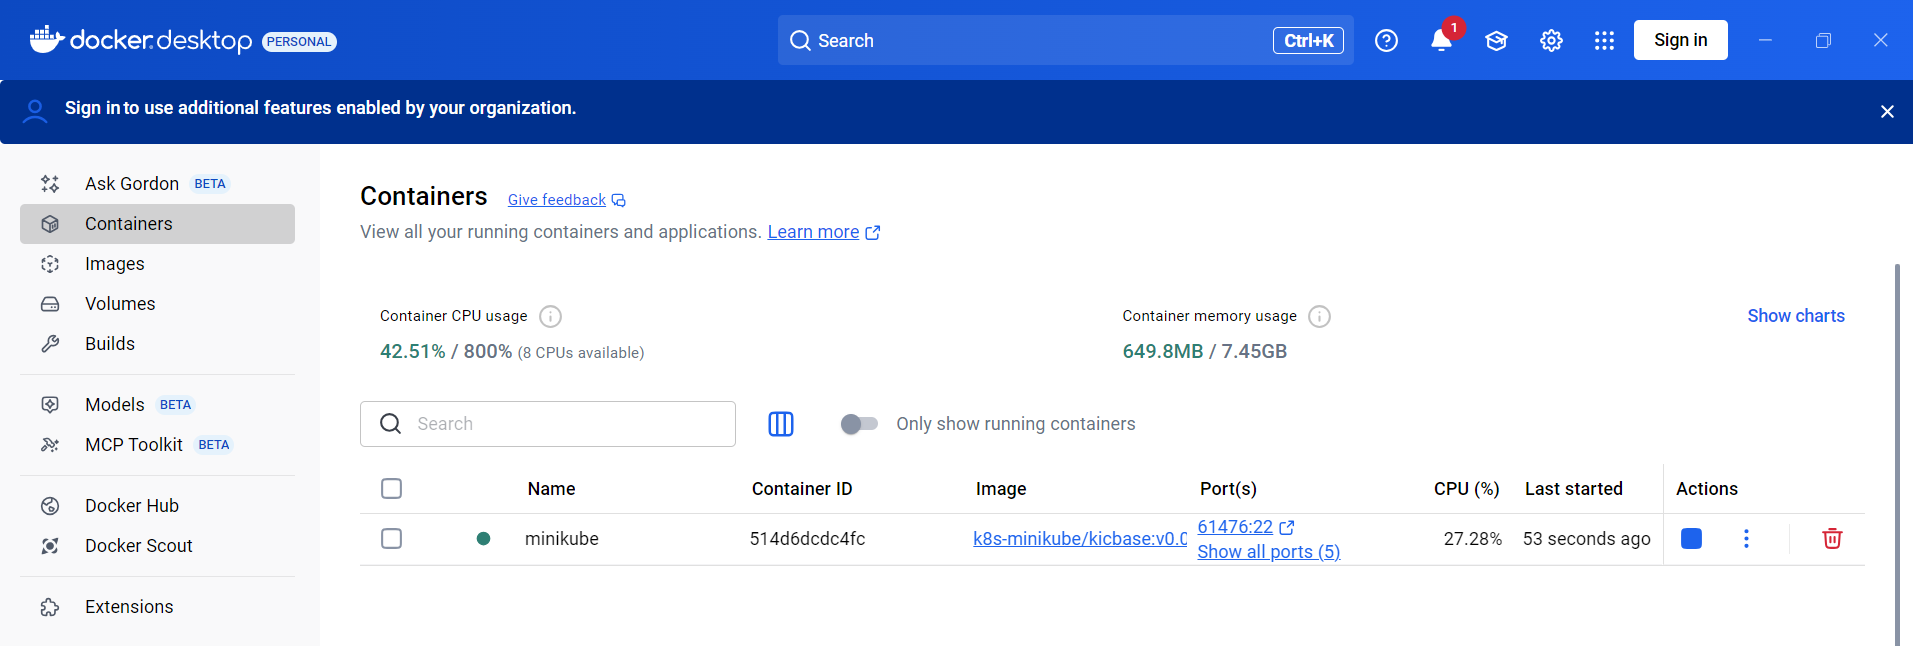 docker.desktop PERSONAL
Search Ctrl+K
1
Sign in
Sign in to use additional features enabled by your organization.
Ask Gordon BETA
Containers
Images
Volumes
Builds
Models BETA
MCP Toolkit BETA
Docker Hub
Docker Scout
Extensions
Containers Give feedback
View all your running containers and applications. Learn more
Container CPU usage
42.51% / 800% (8 CPUs available)
Container memory usage
649.8MB / 7.45GB
Show charts
Search
Only show running containers
Name Container ID Image Port(s) CPU (%) Last started Actions
minikube 514d6dcdc4fc k8s-minikube/kicbase:v0.0 61476:22 27.28% 53 seconds ago
Show all ports (5)